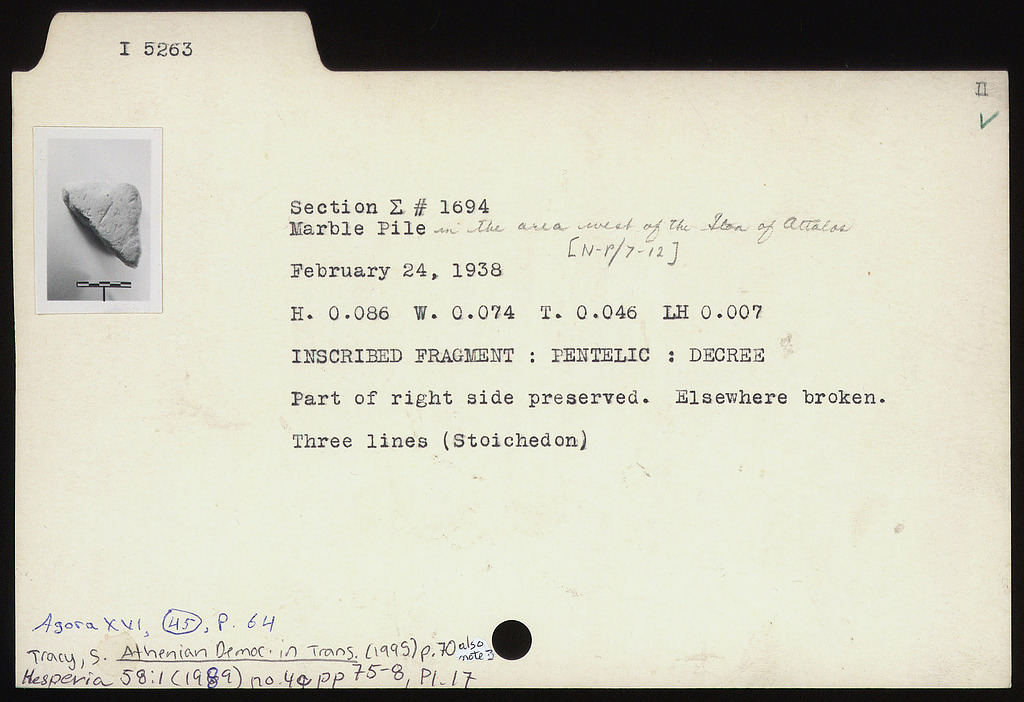 I 5263
II
Section Σ # 1694
Marble Pile in the area west of the Stoa of Attalos
[N-P/7-12]
February 24, 1938
H. 0.086 W. 0.074 T. 0.046 LH 0.007
INSCRIBED FRAGMENT : PENTELIC : DECREE
Part of right side preserved. Elsewhere broken.
Three lines (Stoichedon)
Agora XVI, 45, P. 64
Tracy, S. Athenian Democ. in Trans. (1995) p. 70 also note 3
Hesperia 58:1 (1989) no. 4 pp 75-8, Pl. 17